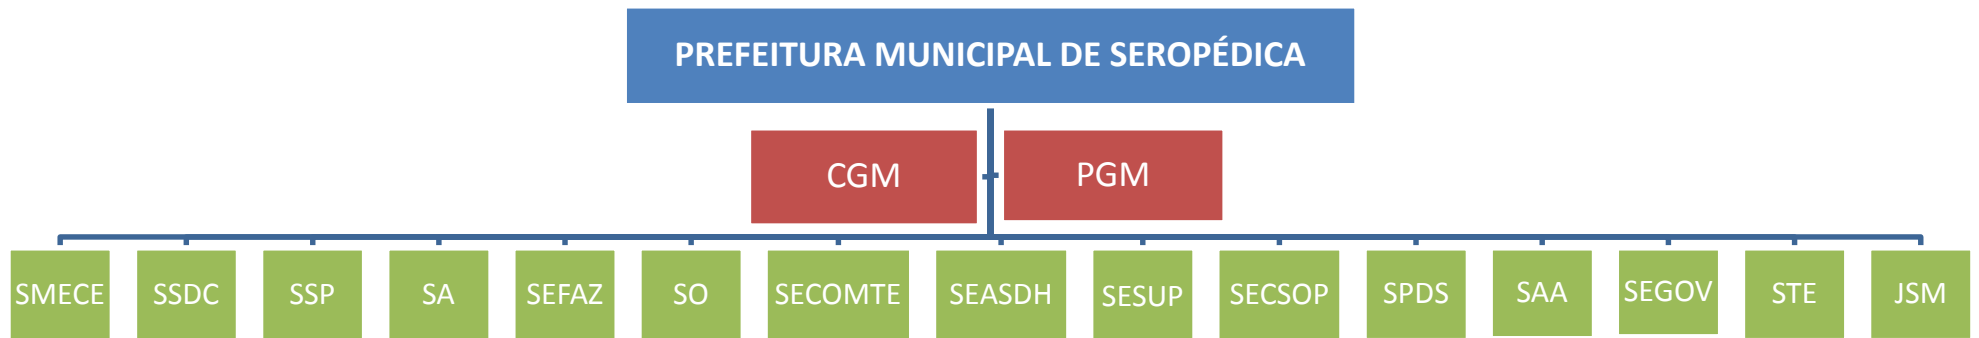 PREFEITURA MUNICIPAL DE SEROPÉDICA
CGM
PGM
SMECE
SSDC
SSP
SA
SEFAZ
SO
SECOMTE
SEASDH
SESUP
SECSOP
SPDS
SAA
SEGOV
STE
JSM